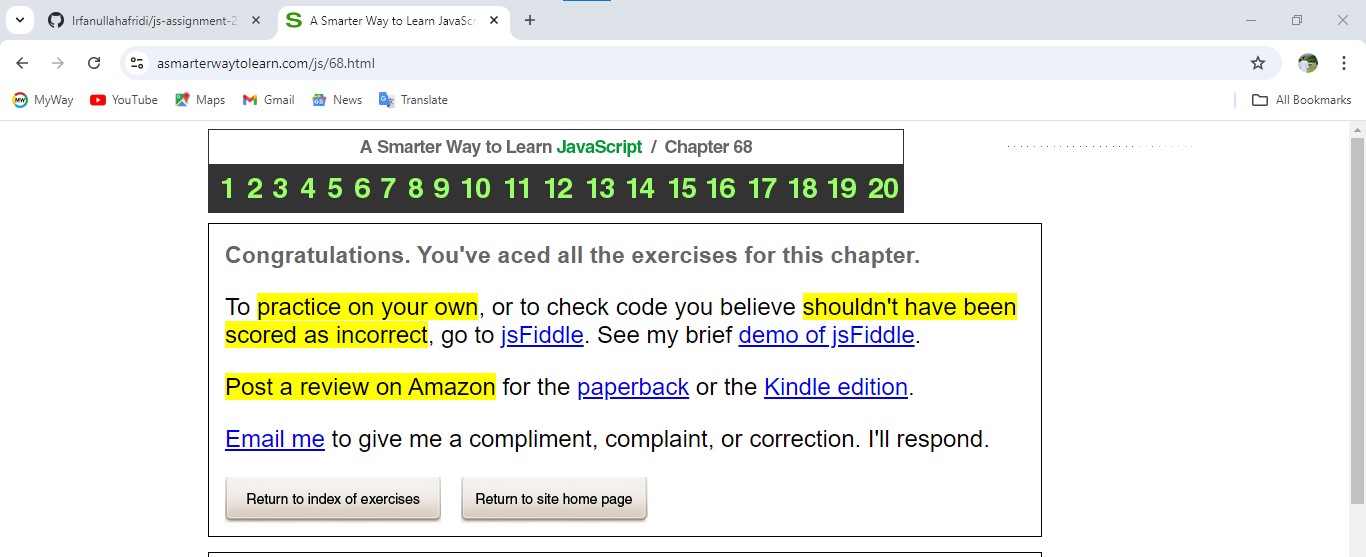 Irfanullahafridi/js-assignment-2
A Smarter Way to Learn JavaSc
asmarterwaytolearn.com/js/68.html
MyWay YouTube Maps Gmail News Translate All Bookmarks
A Smarter Way to Learn JavaScript / Chapter 68
1 2 3 4 5 6 7 8 9 10 11 12 13 14 15 16 17 18 19 20
Congratulations. You've aced all the exercises for this chapter.
To practice on your own, or to check code you believe shouldn't have been
scored as incorrect, go to jsFiddle. See my brief demo of jsFiddle.
Post a review on Amazon for the paperback or the Kindle edition.
Email me to give me a compliment, complaint, or correction. I'll respond.
Return to index of exercises Return to site home page